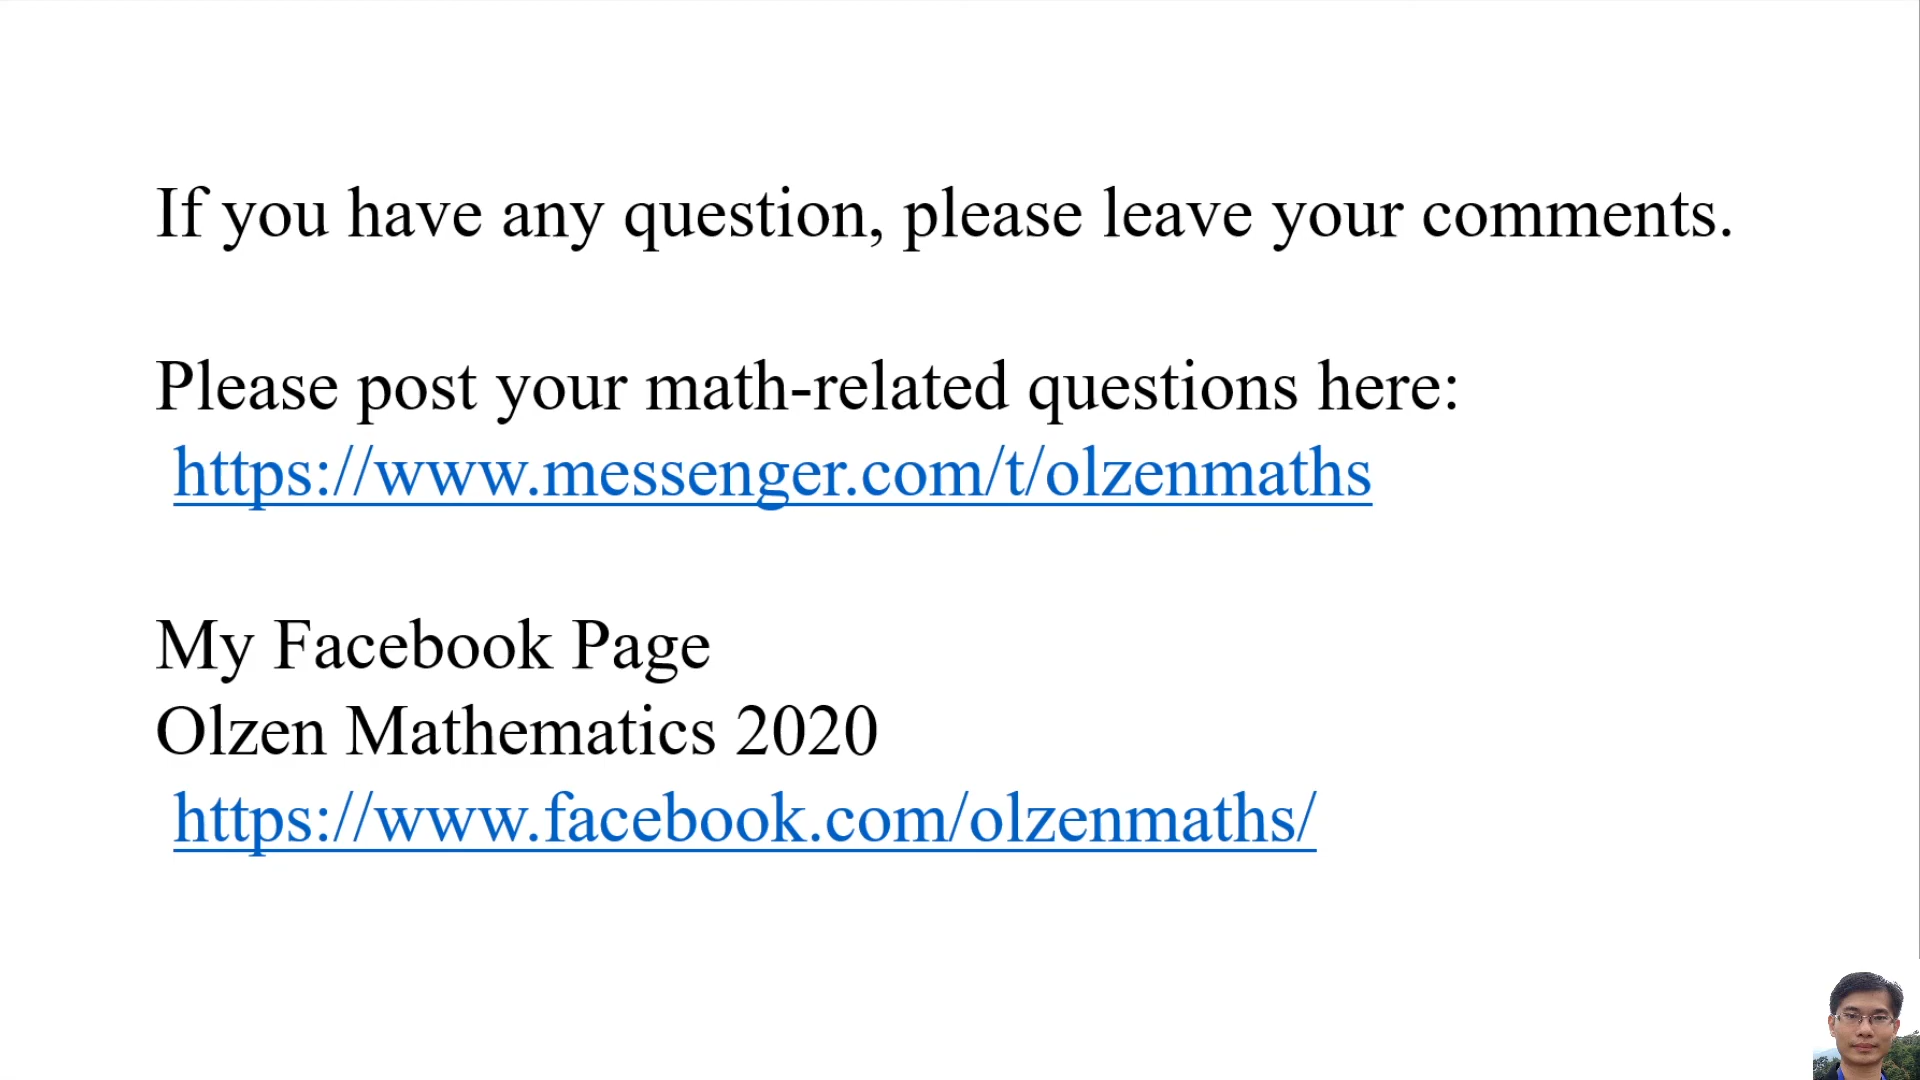 If you have any question, please leave your comments.
Please post your math-related questions here:
https://www.messenger.com/t/olzenmaths
My Facebook Page
Olzen Mathematics 2020
https://www.facebook.com/olzenmaths/